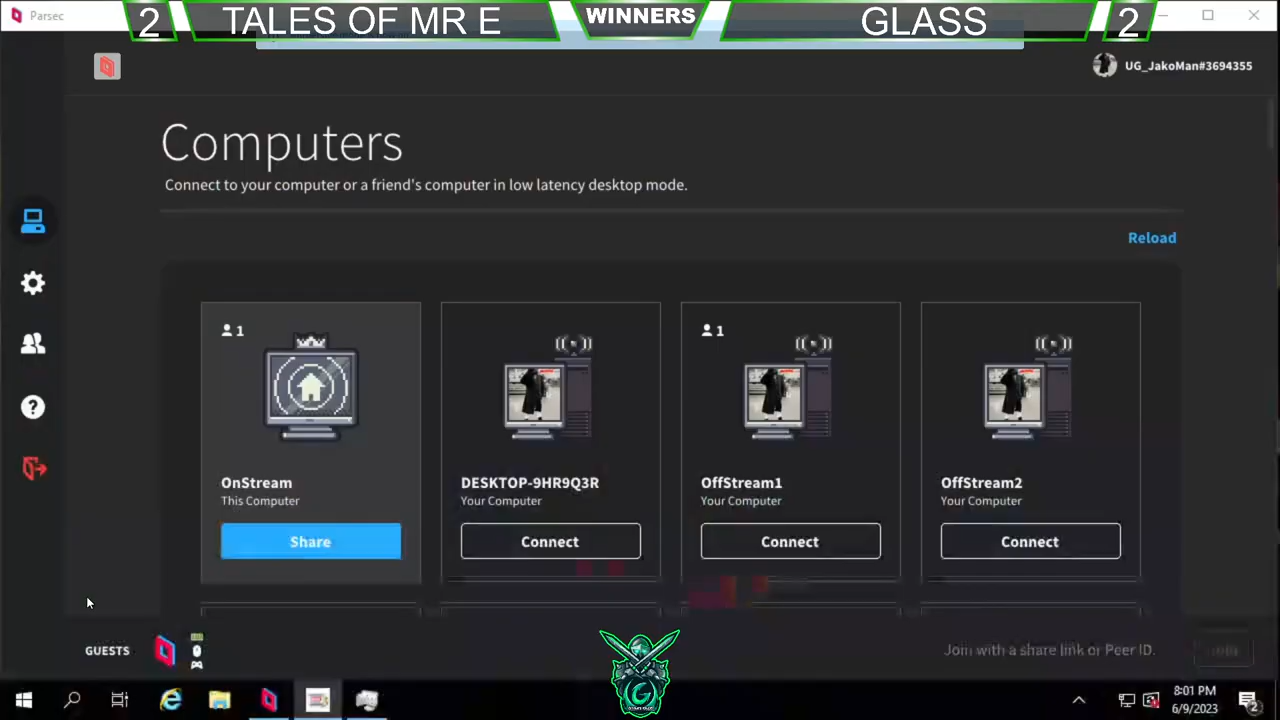 Parsec
2 TALES OF MR E WINNERS GLASS 2
UG_JakoMan#3694355
Computers
Connect to your computer or a friend's computer in low latency desktop mode.
Reload
1
OnStream
This Computer
Share
DESKTOP-9HR9Q3R
Your Computer
Connect
1
OffStream1
Your Computer
Connect
OffStream2
Your Computer
Connect
GUESTS
Join with a share link or Peer ID.
8:01 PM
6/9/2023
2